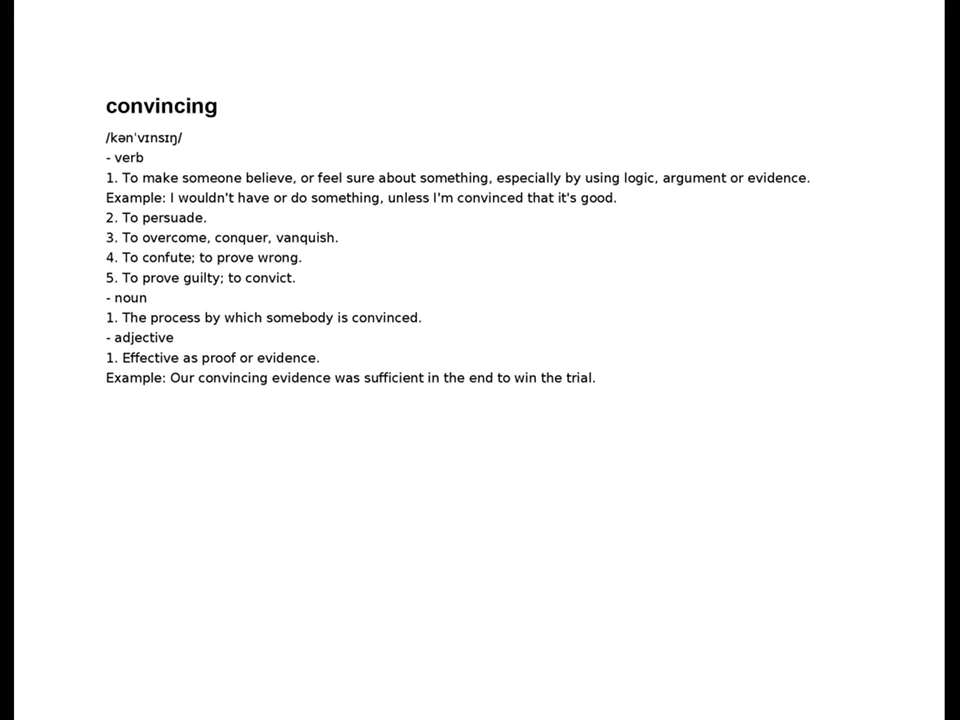 convincing
/kənˈvɪnsɪŋ/
- verb
1. To make someone believe, or feel sure about something, especially by using logic, argument or evidence.
Example: I wouldn't have or do something, unless I'm convinced that it's good.
2. To persuade.
3. To overcome, conquer, vanquish.
4. To confute; to prove wrong.
5. To prove guilty; to convict.
- noun
1. The process by which somebody is convinced.
- adjective
1. Effective as proof or evidence.
Example: Our convincing evidence was sufficient in the end to win the trial.